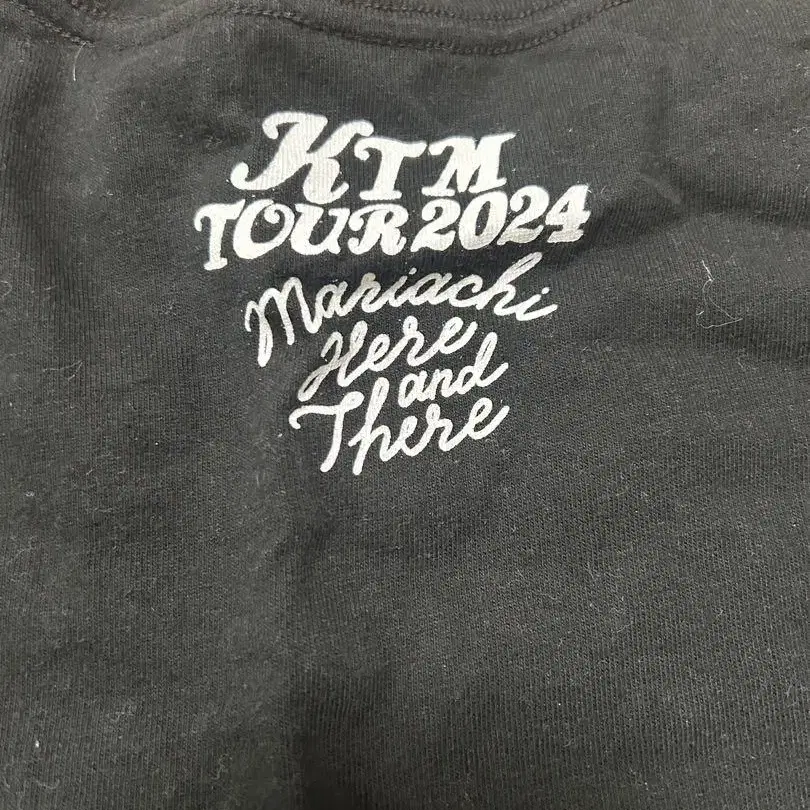 KTM
TOUR 2024
Mariachi
Here
and
There